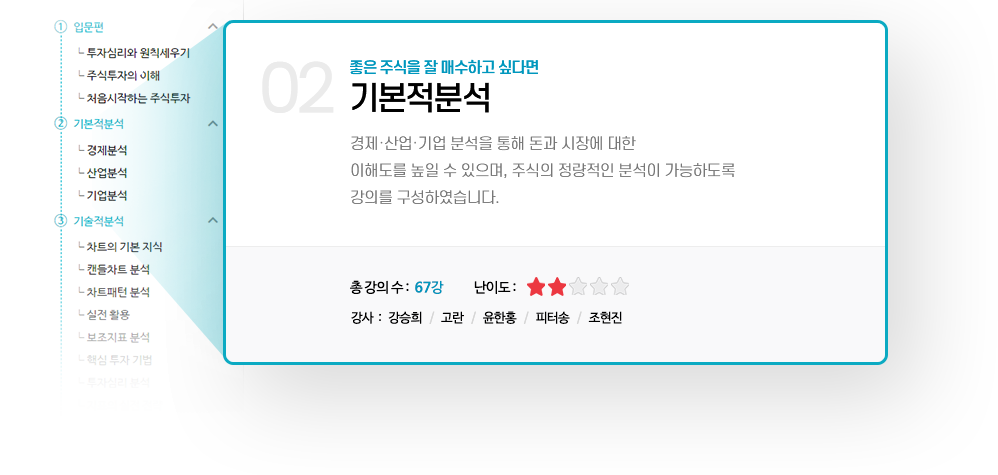 ① 입문편
└ 투자심리와 원칙세우기
└ 주식투자의 이해
└ 처음시작하는 주식투자
② 기본적분석
└ 경제분석
└ 산업분석
└ 기업분석
③ 기술적분석
└ 차트의 기본 지식
└ 캔들차트 분석
└ 차트패턴 분석
└ 실전 활용
└ 보조지표 분석
└ 핵심 투자 기법
└ 투자심리 분석
02
좋은 주식을 잘 매수하고 싶다면
기본적분석
경제·산업·기업 분석을 통해 돈과 시장에 대한
이해도를 높일 수 있으며, 주식의 정량적인 분석이 가능하도록
강의를 구성하였습니다.
총 강의 수 : 67강 난이도 :
강사 : 강승희 / 고란 / 윤한홍 / 피터송 / 조현진